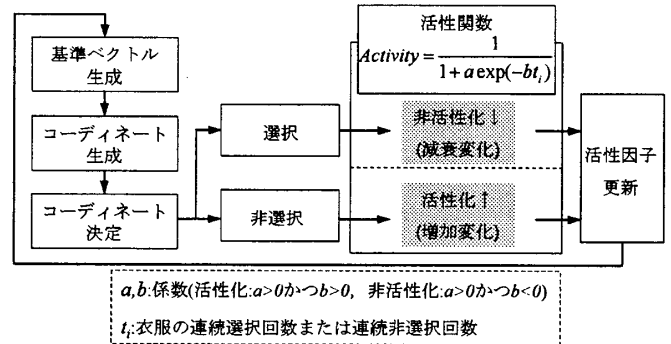 基準ベクトル
生成
コーディネート
生成
コーディネート
決定
選択
非選択
活性関数
Activity = 1 / (1 + a exp(−bt_i))
非活性化↓
(減衰変化)
活性化↑
(増加変化)
活性因子
更新
a,b:係数(活性化:a>0かつb>0, 非活性化:a>0かつb<0)
t_i:衣服の連続選択回数または連続非選択回数